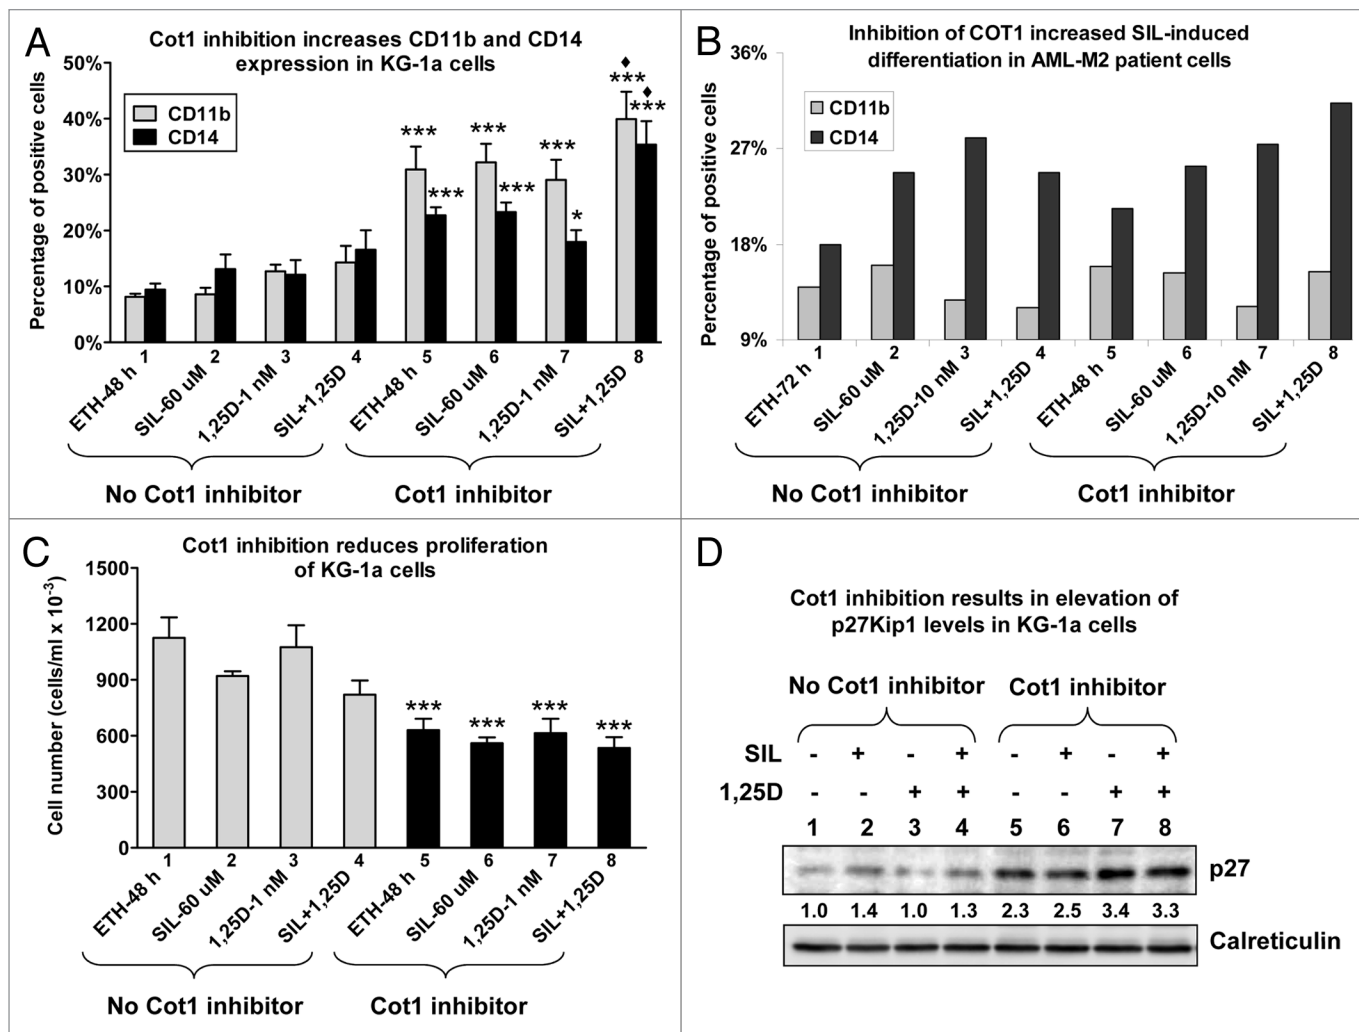 A
Cot1 inhibition increases CD11b and CD14
expression in KG-1a cells
Percentage of positive cells
50%
40%
30%
20%
10%
0%
CD11b
CD14
*** *** *** * *** *** *** ♦ *** ♦ ***
1 2 3 4 5 6 7 8
ETH-48 h
SIL-60 uM
1,25D-1 nM
SIL+1,25D
ETH-48 h
SIL-60 uM
1,25D-1 nM
SIL+1,25D
No Cot1 inhibitor
Cot1 inhibitor
B
Inhibition of COT1 increased SIL-induced
differentiation in AML-M2 patient cells
Percentage of positive cells
36%
27%
18%
9%
CD11b
CD14
1 2 3 4 5 6 7 8
ETH-72 h
SIL-60 uM
1,25D-10 nM
SIL+1,25D
ETH-48 h
SIL-60 uM
1,25D-10 nM
SIL+1,25D
No Cot1 inhibitor
Cot1 inhibitor
C
Cot1 inhibition reduces proliferation
of KG-1a cells
Cell number (cells/ml x 10-3)
1500
1200
900
600
300
0
*** *** *** ***
1 2 3 4 5 6 7 8
ETH-48 h
SIL-60 uM
1,25D-1 nM
SIL+1,25D
ETH-48 h
SIL-60 uM
1,25D-1 nM
SIL+1,25D
No Cot1 inhibitor
Cot1 inhibitor
D
Cot1 inhibition results in elevation of
p27Kip1 levels in KG-1a cells
No Cot1 inhibitor Cot1 inhibitor
SIL - + - + - + - +
1,25D - - + + - - + +
1 2 3 4 5 6 7 8
p27
1.0 1.4 1.0 1.3 2.3 2.5 3.4 3.3
Calreticulin